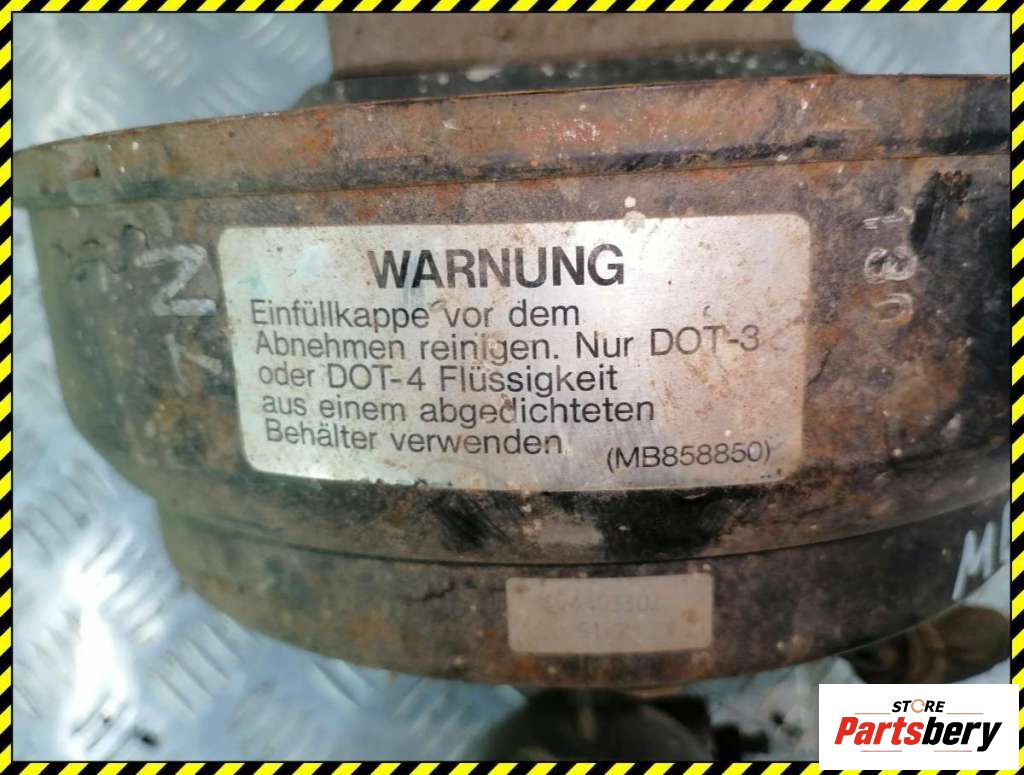 WARNUNG
Einfüllkappe vor dem
Abnehmen reinigen. Nur DOT-3
oder DOT-4 Flüssigkeit
aus einem abgedichteten
Behälter verwenden
(MB858850)
STORE
Partsbery